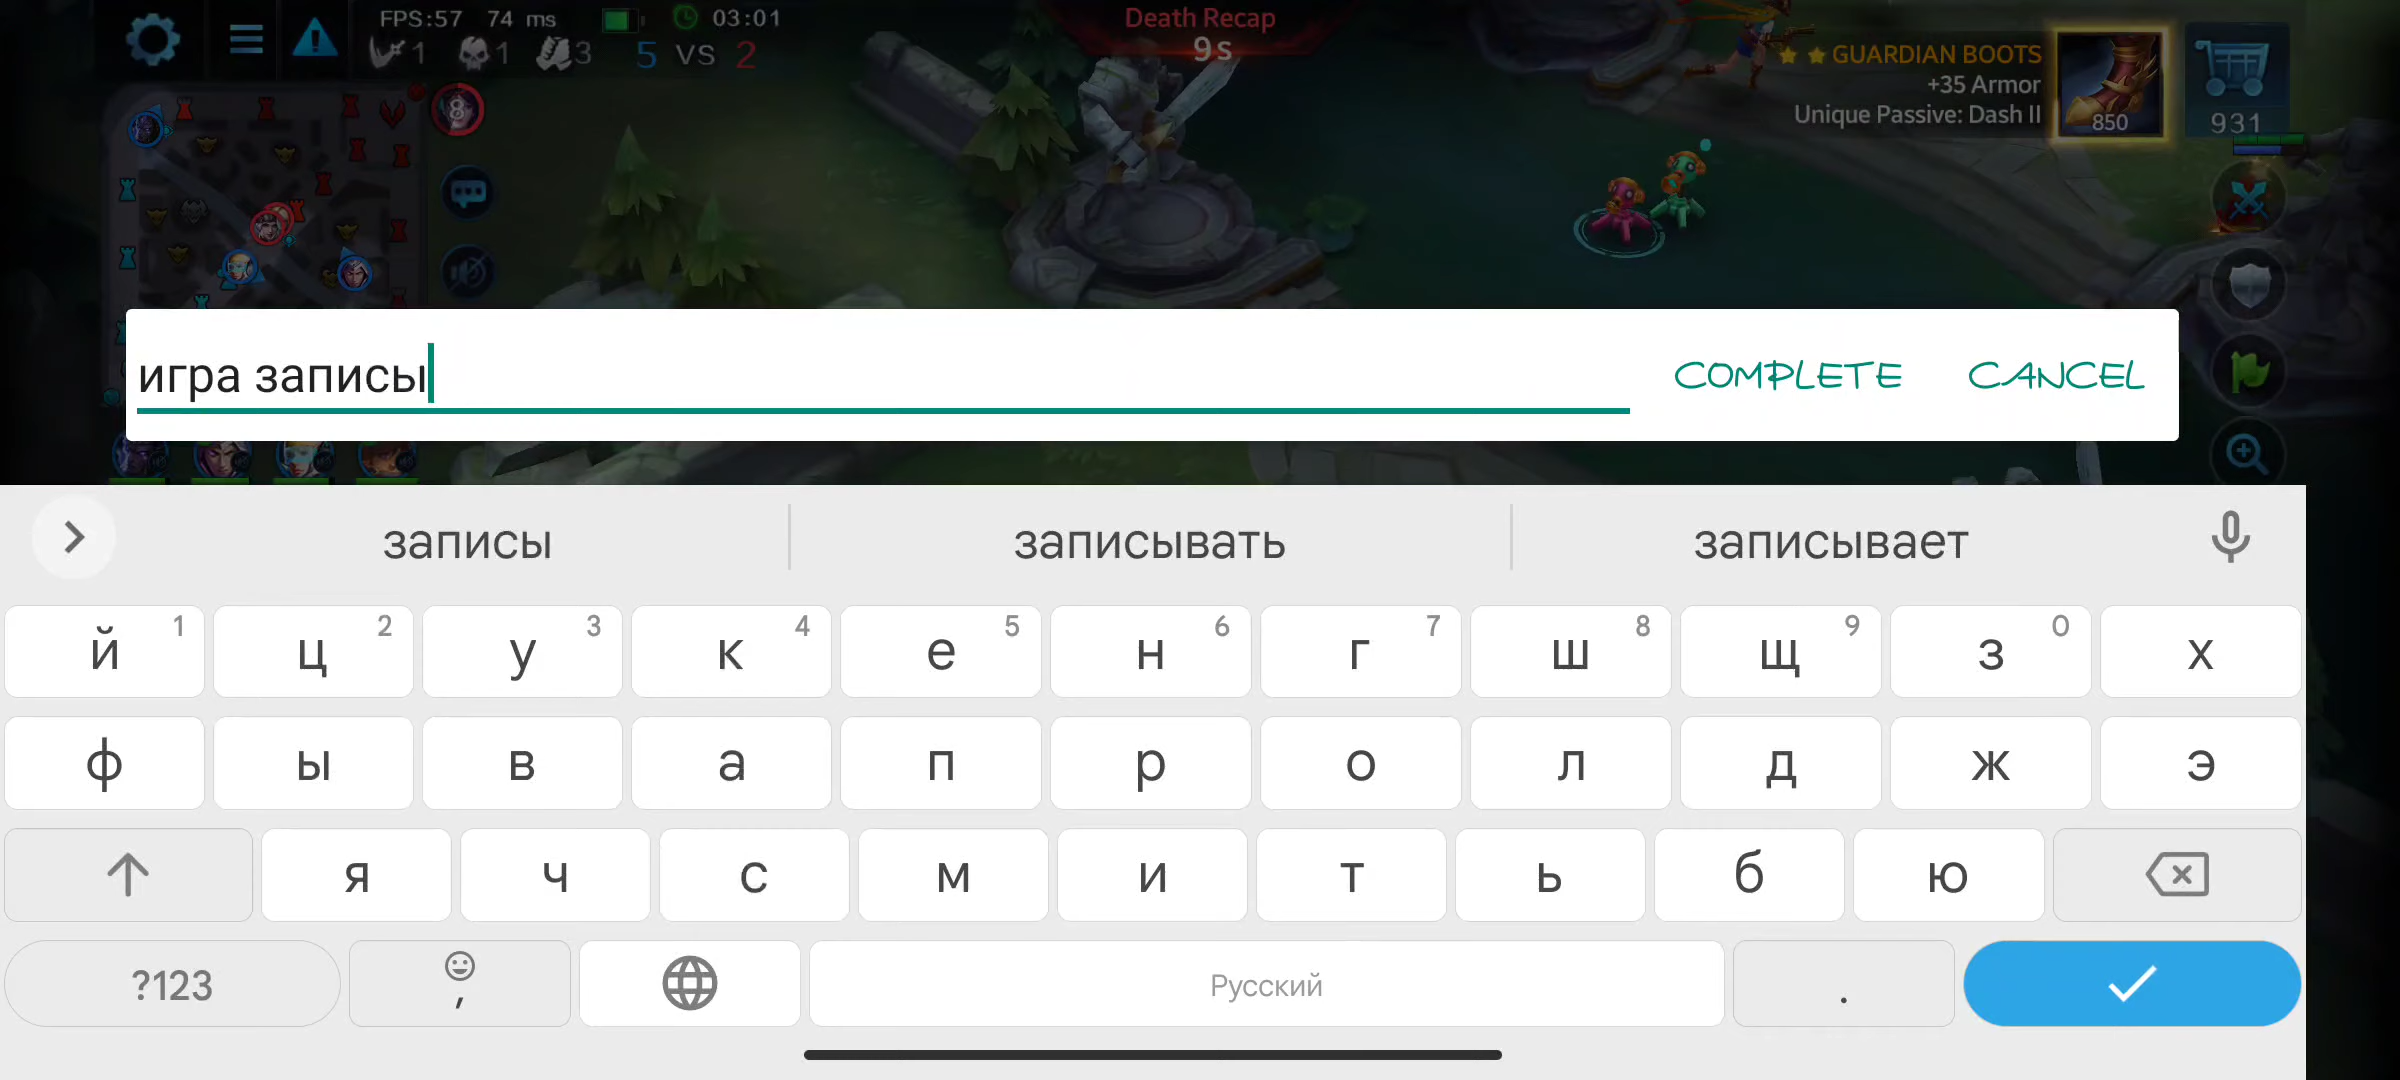 FPS:57 74 ms 03:01
1 1 3 5 VS 2
Death Recap
9s
GUARDIAN BOOTS
+35 Armor
Unique Passive: Dash II
850
931
8
игра записы
COMPLETE CANCEL
записы записывать записывает
й 1 ц 2 у 3 к 4 е 5 н 6 г 7 ш 8 щ 9 з 0 х
ф ы в а п р о л д ж э
я ч с м и т ь б ю
?123 , Русский .